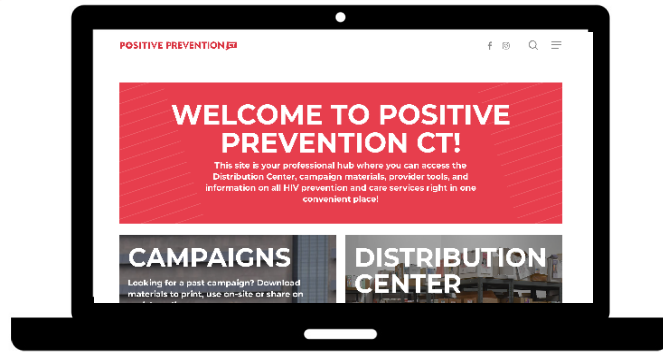 POSITIVE PREVENTION CT
WELCOME TO POSITIVE
PREVENTION CT!
This site is your professional hub where you can access the
Distribution Center, campaign materials, provider tools, and
information on all HIV prevention and care services right in one
convenient place!
CAMPAIGNS
Looking for a past campaign? Download
materials to print, use on-site or share on
DISTRIBUTION
CENTER